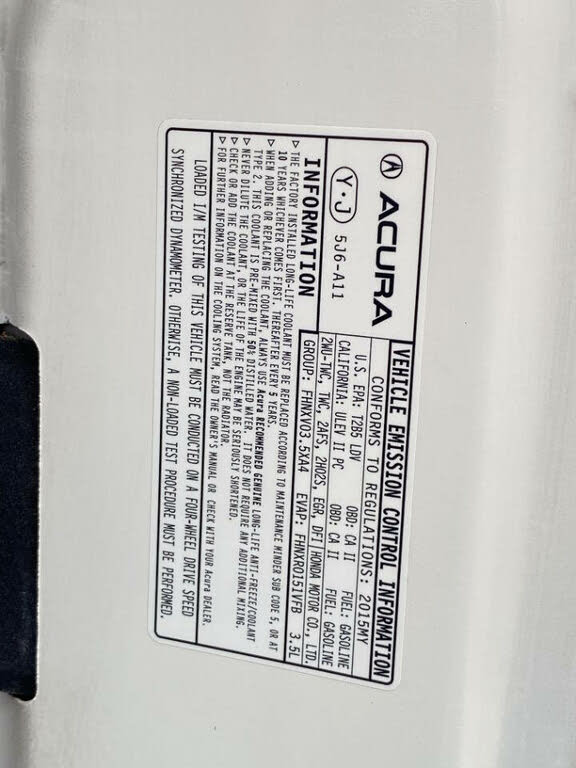 ACURA
Y·J 5J6-A11
VEHICLE EMISSION CONTROL INFORMATION
CONFORMS TO REGULATIONS: 2015MY
U.S. EPA: T2B5 LDV OBD: CA II FUEL: GASOLINE
CALIFORNIA: ULEV II PC OBD: CA II FUEL: GASOLINE
2WU-TWC, TWC, 2AFS, 2HO2S, EGR, DFI HONDA MOTOR CO., LTD.
GROUP: FHNXV03.5XA4 EVAP: FHNXR0151VFB 3.5L
INFORMATION
▷ THE FACTORY INSTALLED LONG-LIFE COOLANT MUST BE REPLACED ACCORDING TO MAINTENANCE MINDER SUB CODE 5, OR AT
10 YEARS WHICHEVER COMES FIRST. THEREAFTER EVERY 5 YEARS.
▷ WHEN ADDING OR REPLACING THE COOLANT, ALWAYS USE Acura RECOMMENDED GENUINE LONG-LIFE ANTI-FREEZE/COOLANT
TYPE 2. THIS COOLANT IS PRE-MIXED WITH 50% DISTILLED WATER. IT DOES NOT REQUIRE ANY ADDITIONAL MIXING.
▷ NEVER DILUTE THE COOLANT, OR THE LIFE OF THE ENGINE MAY BE SERIOUSLY SHORTENED.
▷ CHECK OR ADD THE COOLANT AT THE RESERVE TANK, NOT THE RADIATOR.
▷ FOR FURTHER INFORMATION ON THE COOLING SYSTEM, READ THE OWNER'S MANUAL OR CHECK WITH YOUR Acura DEALER.
LOADED I/M TESTING OF THIS VEHICLE MUST BE CONDUCTED ON A FOUR-WHEEL DRIVE SPEED
SYNCHRONIZED DYNAMOMETER. OTHERWISE, A NON-LOADED TEST PROCEDURE MUST BE PERFORMED.